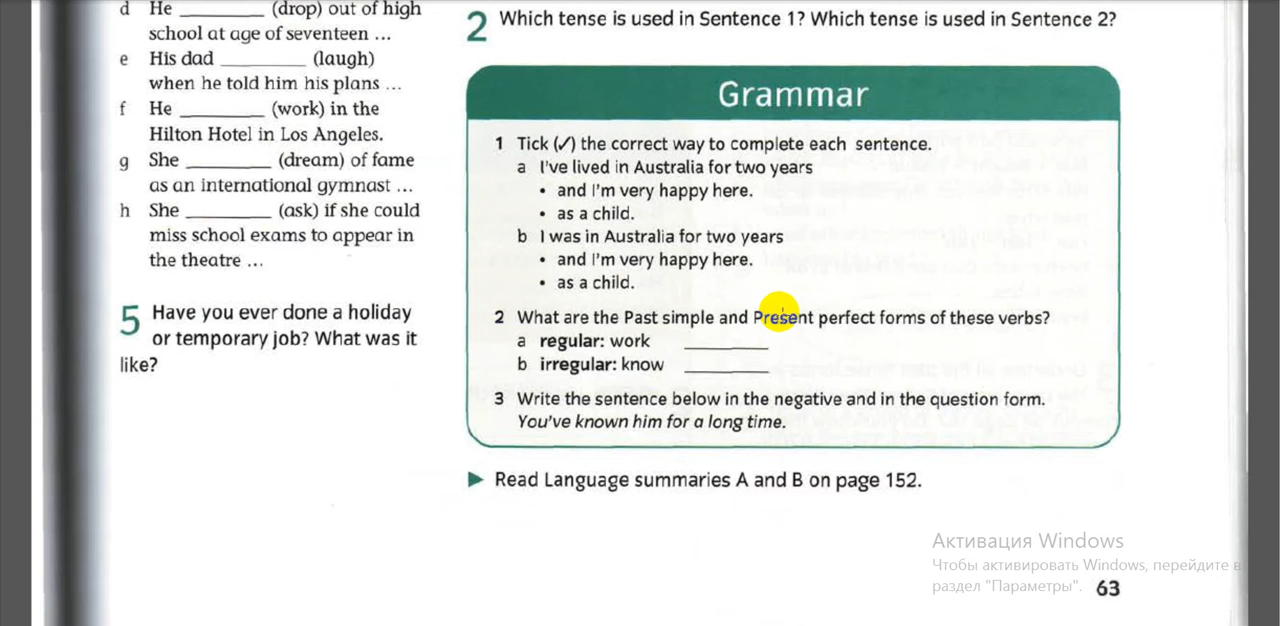 d He ________ (drop) out of high
school at age of seventeen ...
e His dad ________ (laugh)
when he told him his plans ...
f He ________ (work) in the
Hilton Hotel in Los Angeles.
g She ________ (dream) of fame
as an international gymnast ...
h She ________ (ask) if she could
miss school exams to appear in
the theatre ...
5 Have you ever done a holiday
or temporary job? What was it
like?
2 Which tense is used in Sentence 1? Which tense is used in Sentence 2?
Grammar
1 Tick (✓) the correct way to complete each sentence.
a I've lived in Australia for two years
• and I'm very happy here.
• as a child.
b I was in Australia for two years
• and I'm very happy here.
• as a child.
2 What are the Past simple and Present perfect forms of these verbs?
a regular: work ________
b irregular: know ________
3 Write the sentence below in the negative and in the question form.
You've known him for a long time.
► Read Language summaries A and B on page 152.
Активация Windows
Чтобы активировать Windows, перейдите в
раздел "Параметры".
63